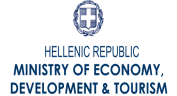 HELLENIC REPUBLIC
MINISTRY OF ECONOMY,
DEVELOPMENT & TOURISM